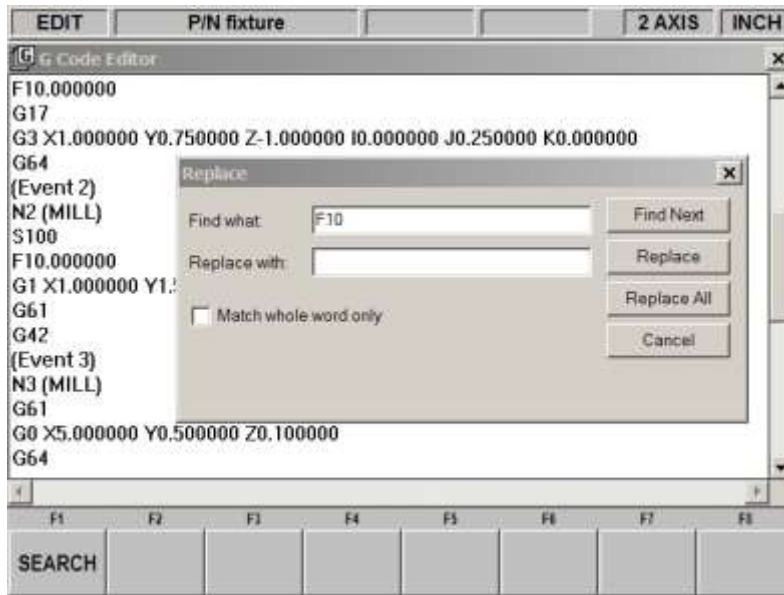 EDIT P/N fixture 2 AXIS INCH
G Code Editor
F10.000000
G17
G3 X1.000000 Y0.750000 Z-1.000000 I0.000000 J0.250000 K0.000000
G64
(Event 2)
N2 (MILL)
S100
F10.000000
G1 X1.000000 Y1.5
G61
G42
(Event 3)
N3 (MILL)
G61
G0 X5.000000 Y0.500000 Z0.100000
G64
Replace
Find what: F10 Find Next
Replace with: Replace
Match whole word only Replace All
Cancel
F1 F2 F3 F4 F5 F6 F7 F8
SEARCH